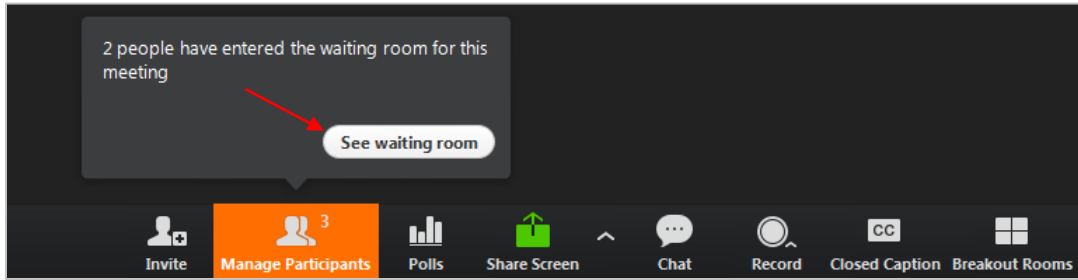 2 people have entered the waiting room for this
meeting
See waiting room
3
Invite
Manage Participants
Polls
Share Screen
Chat
Record
CC
Closed Caption
Breakout Rooms